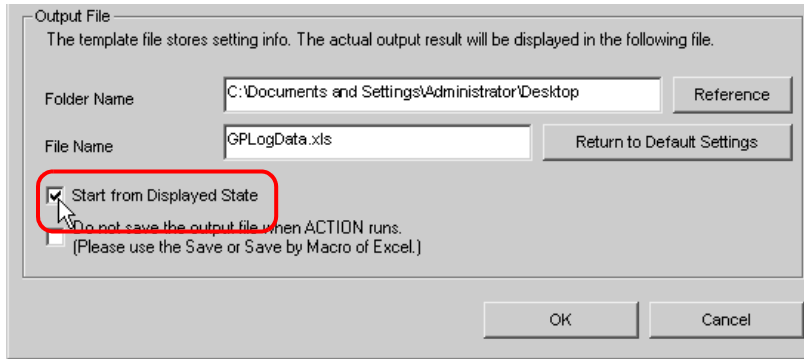 Output File
The template file stores setting info. The actual output result will be displayed in the following file.
Folder Name
C:\Documents and Settings\Administrator\Desktop
Reference
File Name
GPLogData.xls
Return to Default Settings
Start from Displayed State
Do not save the output file when ACTION runs.
(Please use the Save or Save by Macro of Excel.)
OK
Cancel